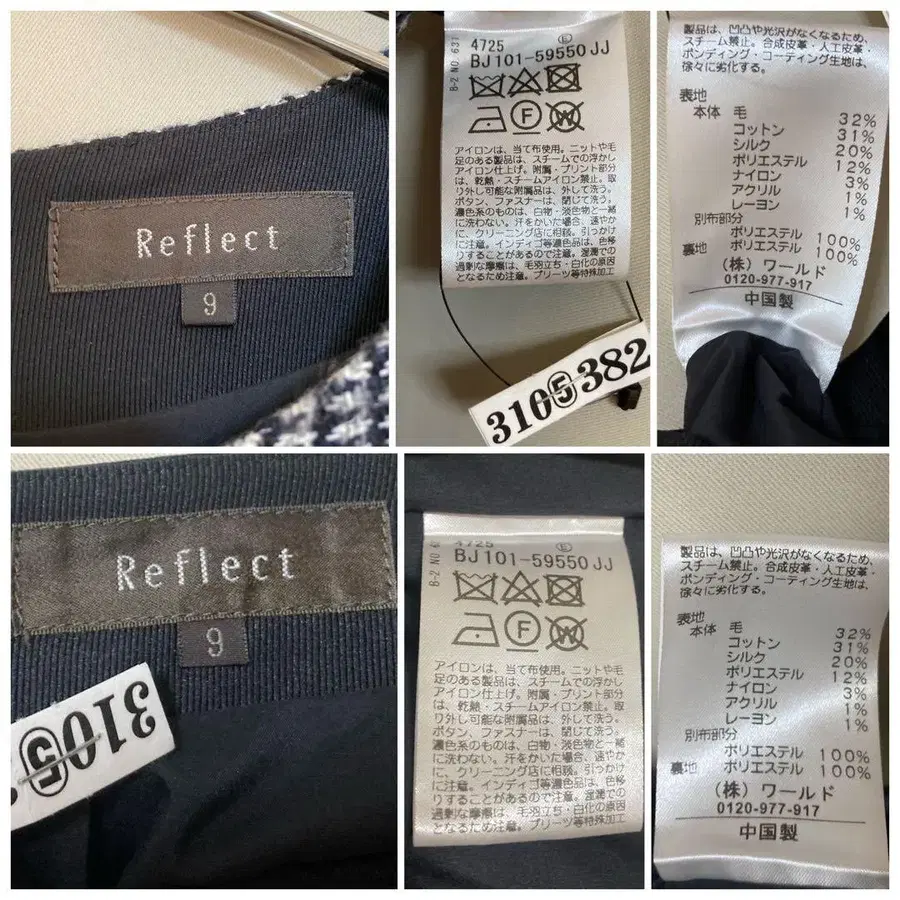 Reflect
9
B-2 NO.631
4725
Ⓔ
BJ101-59550 JJ
F
W
アイロンは、当て布使用。ニットや毛
足のある製品は、スチームでの浮かし
アイロン仕上げ。附属・プリント部分
は、乾熱・スチームアイロン禁止。取
り外し可能な附属品は、外して洗う。
ボタン、ファスナーは、閉じて洗う。
濃色系のものは、白物・淡色物と一緒
に洗わない。汗をかいた場合、速やか
に、クリーニング店に相談。引っかけ
に注意。インディゴ等濃色品は、色移
りすることがあるので注意。湿潤での
過剰な摩擦は、毛羽立ち・白化の原因
となるため注意。プリーツ等特殊加工
310⑤382
製品は、凹凸や光沢がなくなるため、
スチーム禁止。合成皮革・人工皮革・
ボンディング・コーティング生地は、
徐々に劣化する。
表地
本体 毛 32%
コットン 31%
シルク 20%
ポリエステル 12%
ナイロン 3%
アクリル 1%
レーヨン 1%
別布部分
ポリエステル 100%
裏地 ポリエステル 100%
(株) ワールド
0120-977-917
中国製
Reflect
9
310⑤
4725
Ⓔ
BJ101-59550 JJ
F
W
アイロンは、当て布使用。ニットや毛
足のある製品は、スチームでの浮かし
アイロン仕上げ。附属・プリント部分
は、乾熱・スチームアイロン禁止。取
り外し可能な附属品は、外して洗う。
ボタン、ファスナーは、閉じて洗う。
濃色系のものは、白物・淡色物と一緒
に洗わない。汗をかいた場合、速やか
に、クリーニング店に相談。引っかけ
に注意。インディゴ等濃色品は、色移
りすることがあるので注意。湿潤での
過剰な摩擦は、毛羽立ち・白化の原因
となるため注意。プリーツ等特殊加工
製品は、凹凸や光沢がなくなるため、
スチーム禁止。合成皮革・人工皮革・
ボンディング・コーティング生地は、
徐々に劣化する。
表地
本体 毛 32%
コットン 31%
シルク 20%
ポリエステル 12%
ナイロン 3%
アクリル 1%
レーヨン 1%
別布部分
ポリエステル 100%
裏地 ポリエステル 100%
(株) ワールド
0120-977-917
中国製